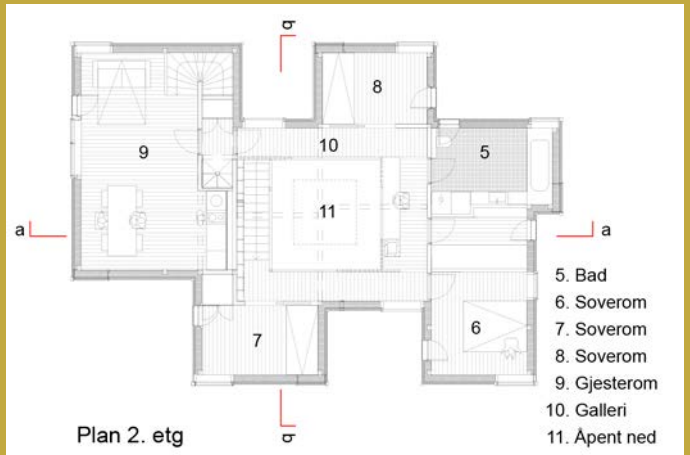 b
8
10
9
5
11
a
a
5. Bad
6. Soverom
7. Soverom
8. Soverom
9. Gjesterom
10. Galleri
11. Åpent ned
6
7
b
Plan 2. etg